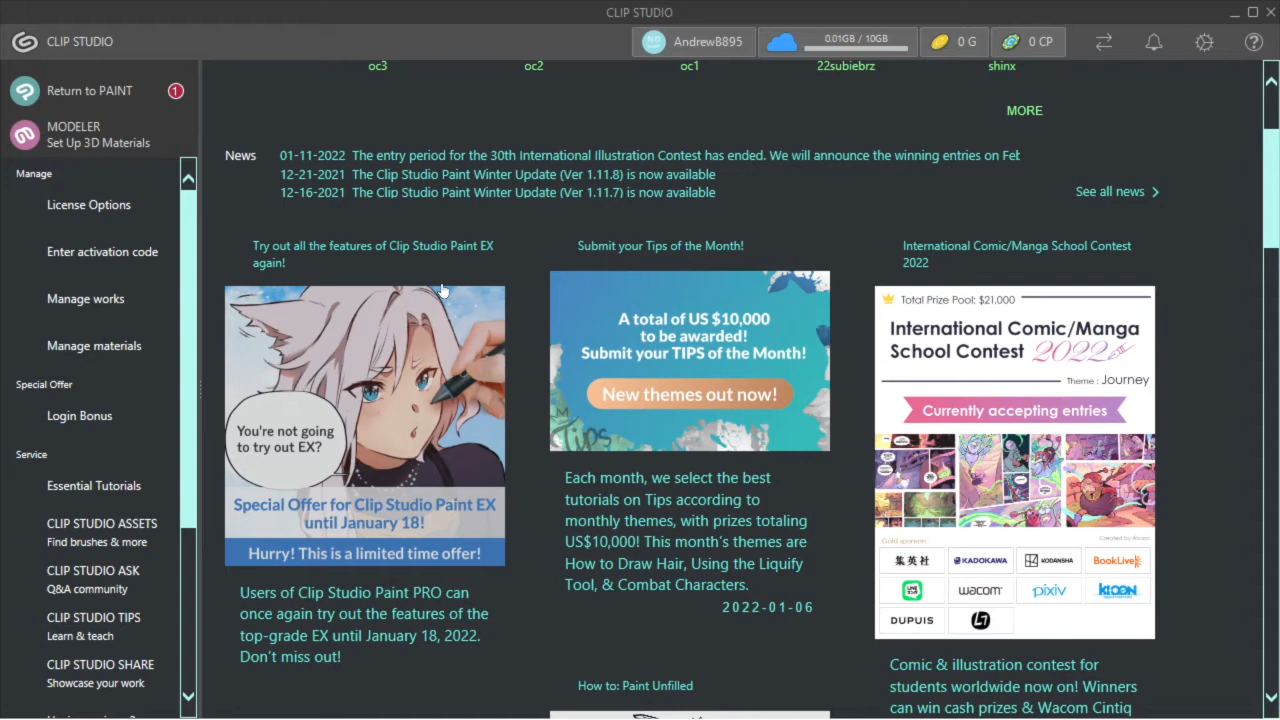 CLIP STUDIO
CLIP STUDIO
AndrewB895
0.01GB / 10GB
0 G
0 CP
Return to PAINT
1
MODELER
Set Up 3D Materials
Manage
License Options
Enter activation code
Manage works
Manage materials
Special Offer
Login Bonus
Service
Essential Tutorials
CLIP STUDIO ASSETS
Find brushes & more
CLIP STUDIO ASK
Q&A community
CLIP STUDIO TIPS
Learn & teach
CLIP STUDIO SHARE
Showcase your work
oc3
oc2
oc1
22subiebrz
shinx
MORE
News
01-11-2022 The entry period for the 30th International Illustration Contest has ended. We will announce the winning entries on Feb
12-21-2021 The Clip Studio Paint Winter Update (Ver 1.11.8) is now available
12-16-2021 The Clip Studio Paint Winter Update (Ver 1.11.7) is now available
See all news
Try out all the features of Clip Studio Paint EX
again!
You're not going
to try out EX?
Special Offer for Clip Studio Paint EX
until January 18!
Hurry! This is a limited time offer!
Users of Clip Studio Paint PRO can
once again try out the features of the
top-grade EX until January 18, 2022.
Don't miss out!
Submit your Tips of the Month!
A total of US $10,000
to be awarded!
Submit your TIPS of the Month!
New themes out now!
Tips
Each month, we select the best
tutorials on Tips according to
monthly themes, with prizes totaling
US$10,000! This month's themes are
How to Draw Hair, Using the Liquify
Tool, & Combat Characters.
2022-01-06
How to: Paint Unfilled
International Comic/Manga School Contest
2022
Total Prize Pool: $21,000
International Comic/Manga
School Contest 2022
Theme : Journey
Currently accepting entries
Gold sponsors
集英社
KADOKAWA
KODANSHA
BookLive!
wacom
pixiv
DUPUIS
Comic & illustration contest for
students worldwide now on! Winners
can win cash prizes & Wacom Cintiq